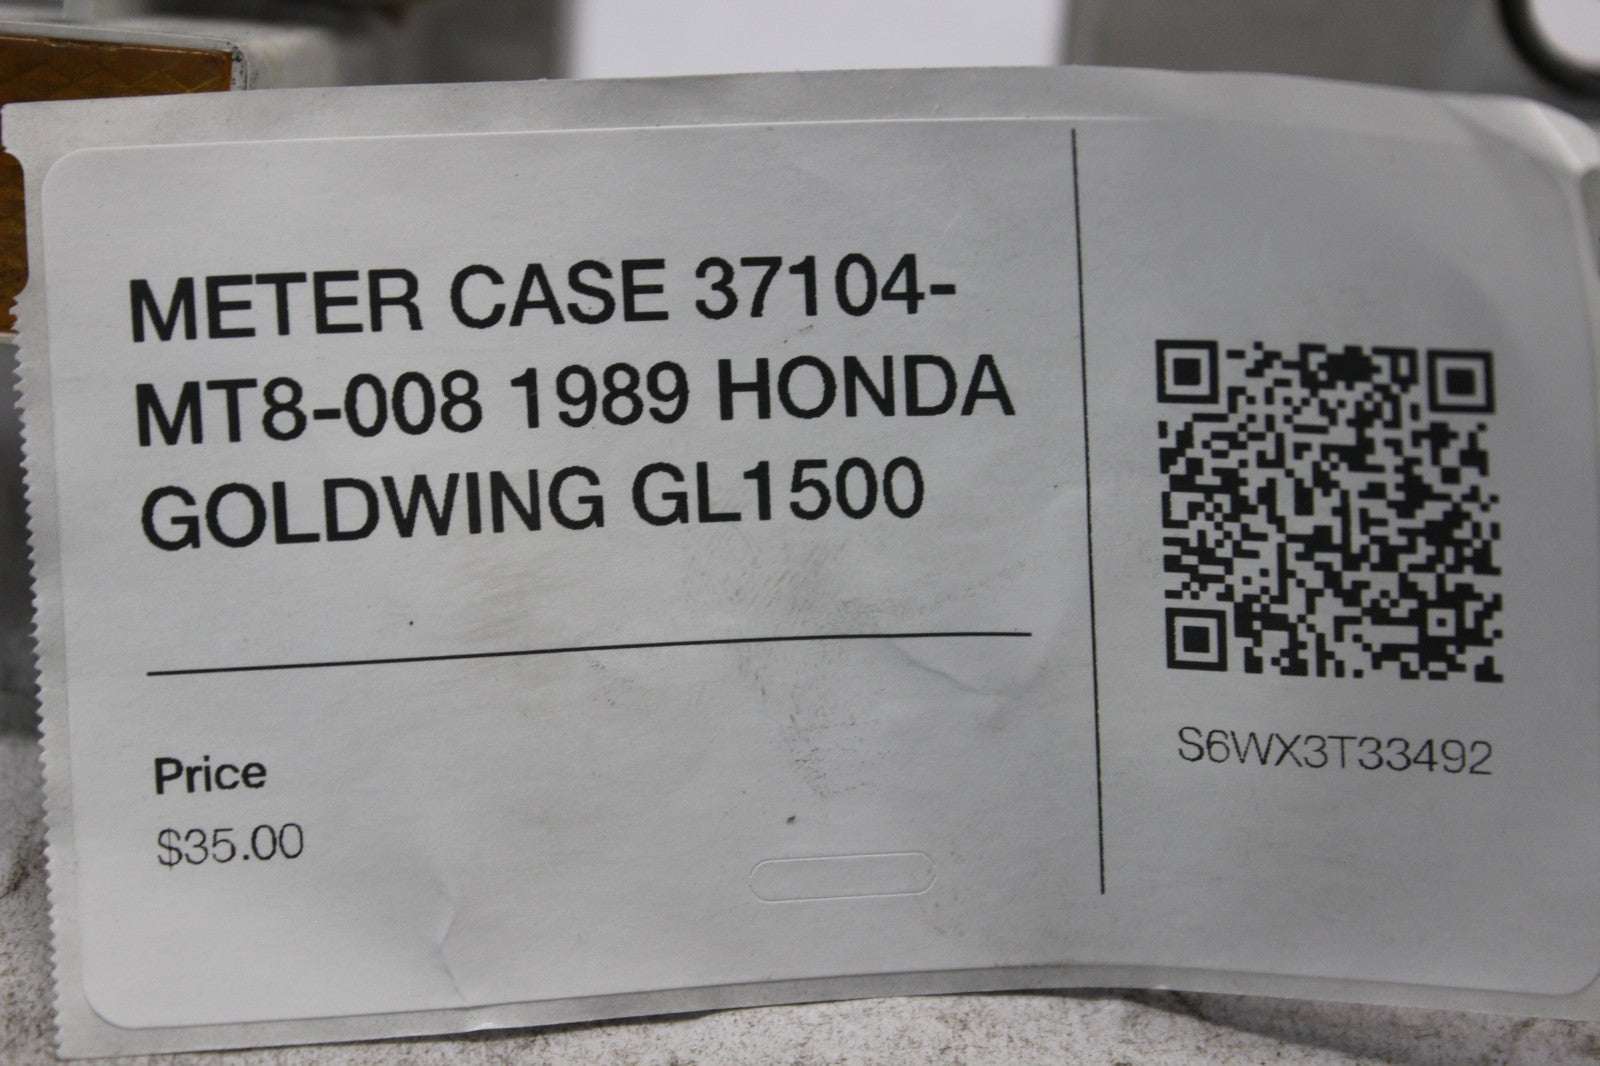 METER CASE 37104-
MT8-008 1989 HONDA
GOLDWING GL1500
Price
$35.00
S6WX3T33492